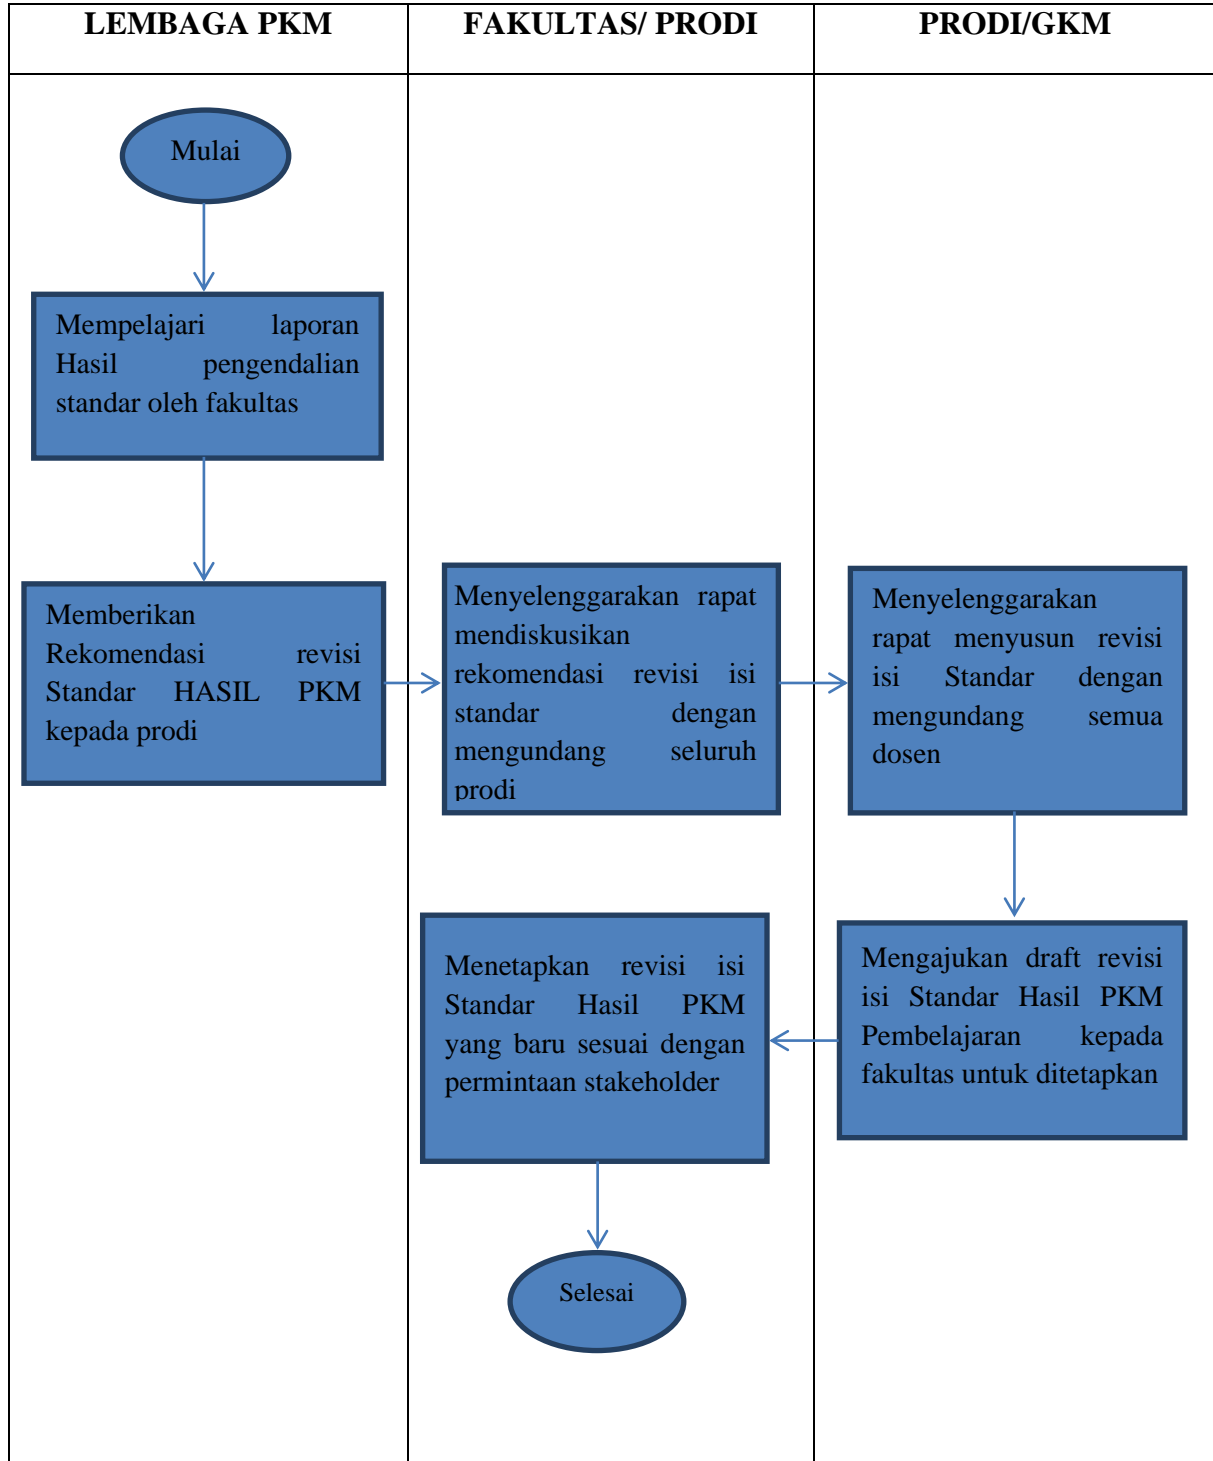 LEMBAGA PKM
FAKULTAS/ PRODI
PRODI/GKM
Mulai
Mempelajari laporan
Hasil pengendalian
standar oleh fakultas
Memberikan
Rekomendasi revisi
Standar HASIL PKM
kepada prodi
Menyelenggarakan rapat
mendiskusikan
rekomendasi revisi isi
standar dengan
mengundang seluruh
prodi
Menyelenggarakan
rapat menyusun revisi
isi Standar dengan
mengundang semua
dosen
Mengajukan draft revisi
isi Standar Hasil PKM
Pembelajaran kepada
fakultas untuk ditetapkan
Menetapkan revisi isi
Standar Hasil PKM
yang baru sesuai dengan
permintaan stakeholder
Selesai